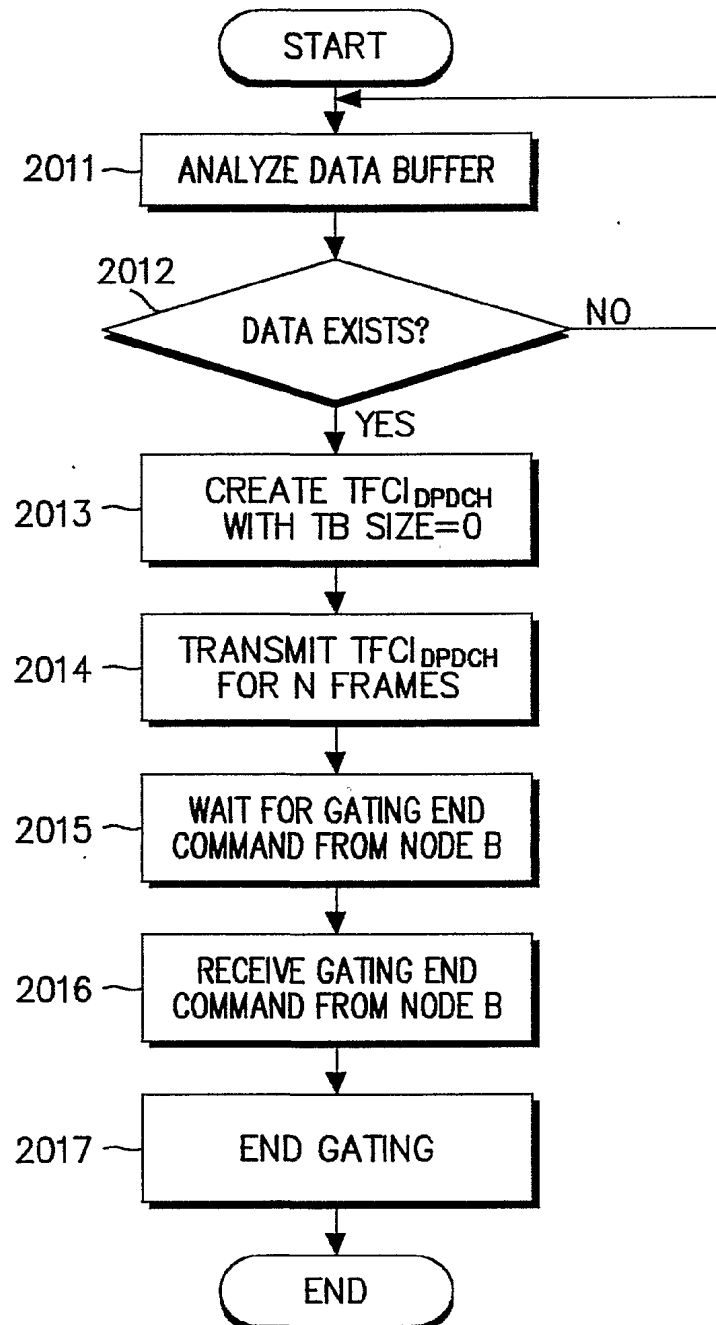 START
2011
ANALYZE DATA BUFFER
2012
DATA EXISTS?
NO
YES
2013
CREATE TFCI DPDCH
WITH TB SIZE=0
2014
TRANSMIT TFCI DPDCH
FOR N FRAMES
2015
WAIT FOR GATING END
COMMAND FROM NODE B
2016
RECEIVE GATING END
COMMAND FROM NODE B
2017
END GATING
END